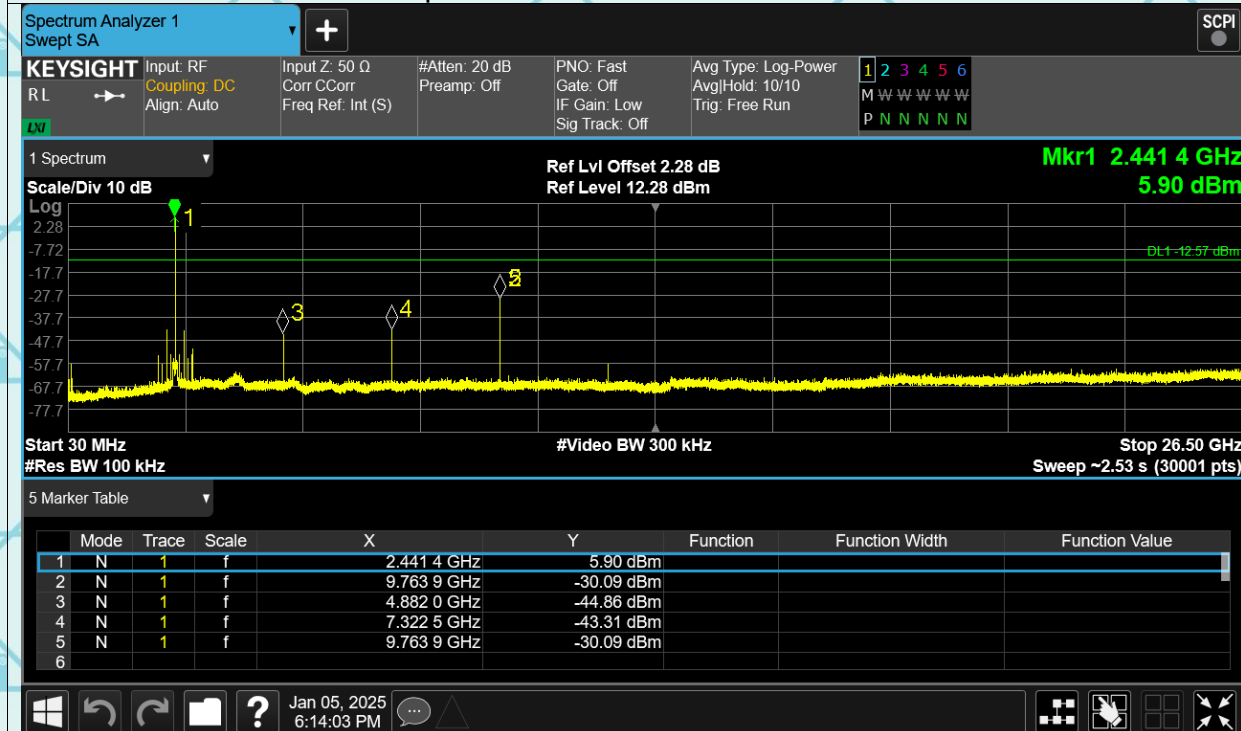 Spectrum Analyzer 1
Swept SA
+
SCPI
KEYSIGHT
RL
LXI
Input: RF
Coupling: DC
Align: Auto
Input Z: 50 Ω
Corr CCorr
Freq Ref: Int (S)
#Atten: 20 dB
Preamp: Off
PNO: Fast
Gate: Off
IF Gain: Low
Sig Track: Off
Avg Type: Log-Power
Avg|Hold: 10/10
Trig: Free Run
1 2 3 4 5 6
M W W W W W
P N N N N N
1 Spectrum
Ref Lvl Offset 2.28 dB
Mkr1 2.441 4 GHz
Scale/Div 10 dB
Ref Level 12.28 dBm
5.90 dBm
Log
1
2.28
-7.72
DL1 -12.57 dBm
-17.7
-27.7
-37.7
3
4
-47.7
-57.7
-67.7
-77.7
Start 30 MHz
#Video BW 300 kHz
Stop 26.50 GHz
#Res BW 100 kHz
Sweep ~2.53 s (30001 pts)
5 Marker Table
Mode Trace Scale X Y Function Function Width Function Value
1 N 1 f 2.441 4 GHz 5.90 dBm
2 N 1 f 9.763 9 GHz -30.09 dBm
3 N 1 f 4.882 0 GHz -44.86 dBm
4 N 1 f 7.322 5 GHz -43.31 dBm
5 N 1 f 9.763 9 GHz -30.09 dBm
6
?
Jan 05, 2025
6:14:03 PM